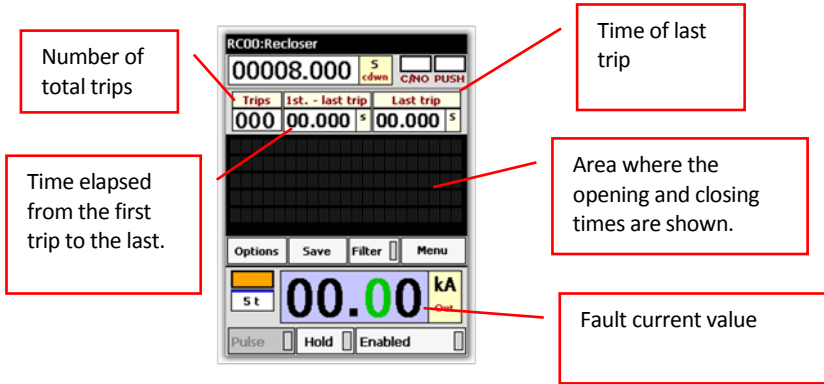 Number of
total trips
Time of last
trip
RC00:Recloser
00008.000 S cdwn C/NO PUSH
Trips 1st. - last trip Last trip
000 00.000 s 00.000 s
Time elapsed
from the first
trip to the last.
Area where the
opening and closing
times are shown.
Options Save Filter Menu
5 t 00.00 kA Out
Fault current value
Pulse Hold Enabled